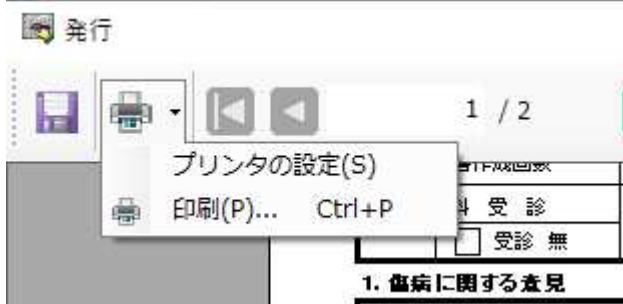 発行
1 / 2
プリンタの設定(S)
印刷(P)... Ctrl+P
科 受 診
受診 無
1. 傷病に関する意見